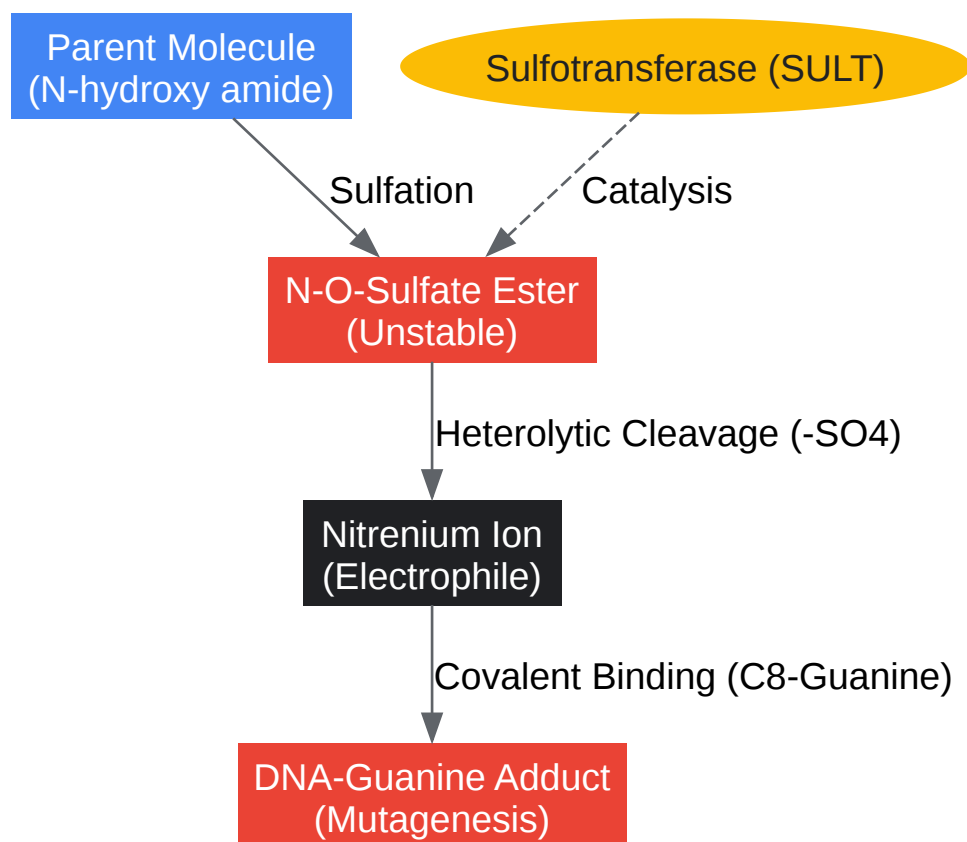 Parent Molecule
(N-hydroxy amide)
Sulfotransferase (SULT)
Sulfation
Catalysis
N-O-Sulfate Ester
(Unstable)
Heterolytic Cleavage (-SO4)
Nitrenium Ion
(Electrophile)
Covalent Binding (C8-Guanine)
DNA-Guanine Adduct
(Mutagenesis)